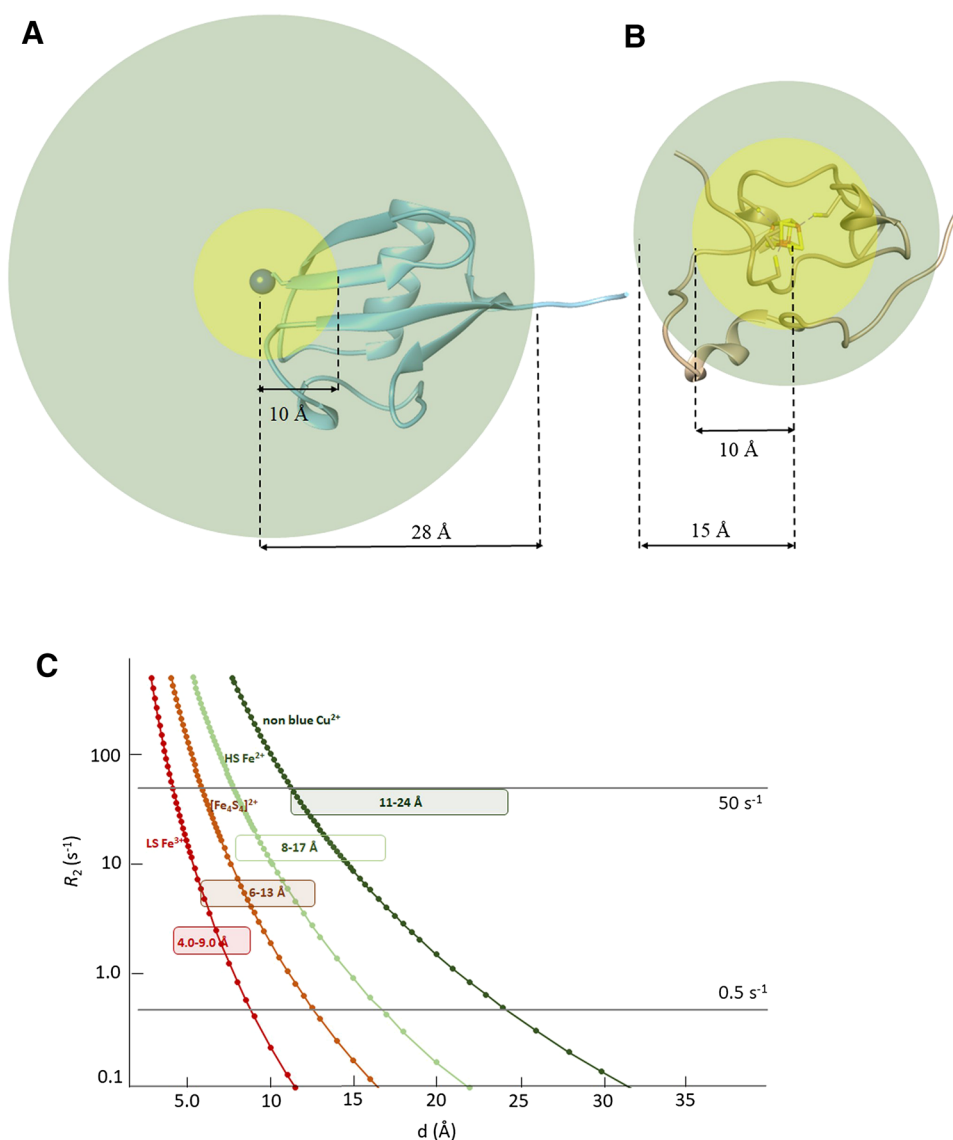 A
B
10 Å
28 Å
10 Å
15 Å
C
R₂ (s⁻¹)
100
10
1.0
0.1
non blue Cu²⁺
HS Fe²⁺
[Fe₄S₄]²⁺
LS Fe³⁺
11-24 Å
8-17 Å
6-13 Å
4.0-9.0 Å
50 s⁻¹
0.5 s⁻¹
5.0 10 15 20 25 30 35
d (Å)